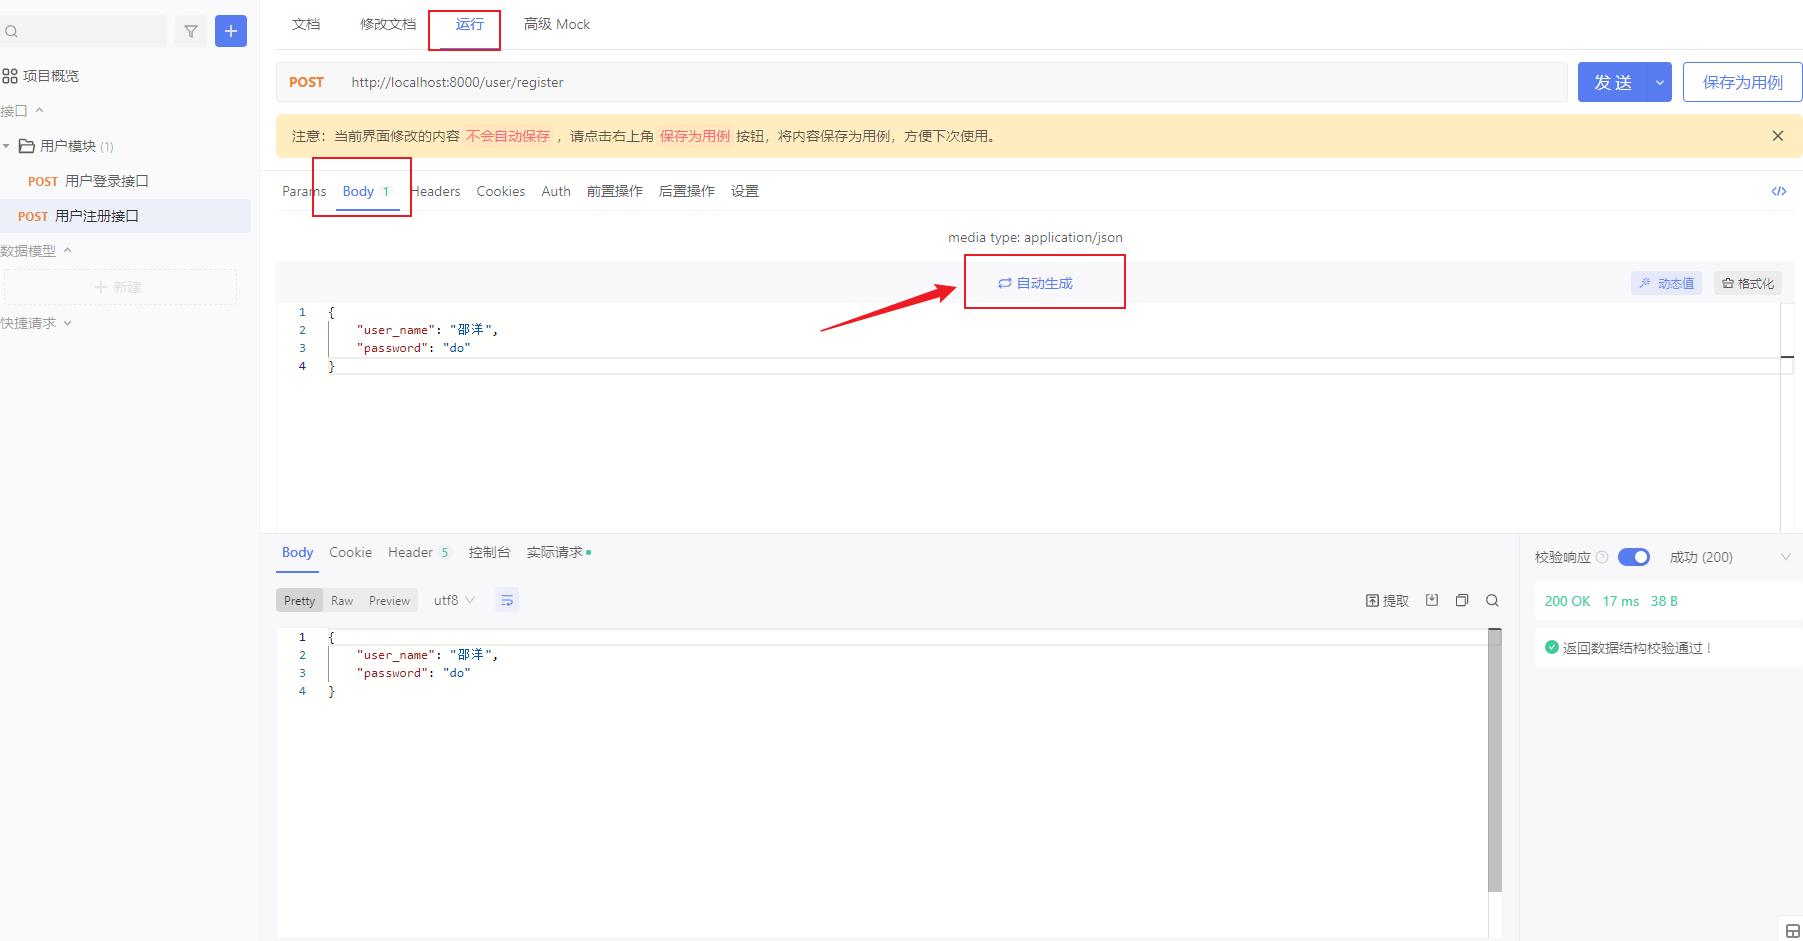 项目概览
接口
用户模块 (1)
POST 用户登录接口
POST 用户注册接口
数据模型
新建
快捷请求
文档 修改文档 运行 高级 Mock
POST http://localhost:8000/user/register
发 送
保存为用例
注意：当前界面修改的内容 不会自动保存 ，请点击右上角 保存为用例 按钮，将内容保存为用例，方便下次使用。
Params Body 1 Headers Cookies Auth 前置操作 后置操作 设置 </>
media type: application/json
自动生成
动态值 格式化
1 {
2 "user_name": "邵洋",
3 "password": "do"
4 }
Body Cookie Header 5 控制台 实际请求
Pretty Raw Preview utf8
提取
1 {
2 "user_name": "邵洋",
3 "password": "do"
4 }
校验响应 成功 (200)
200 OK 17 ms 38 B
返回数据结构校验通过！